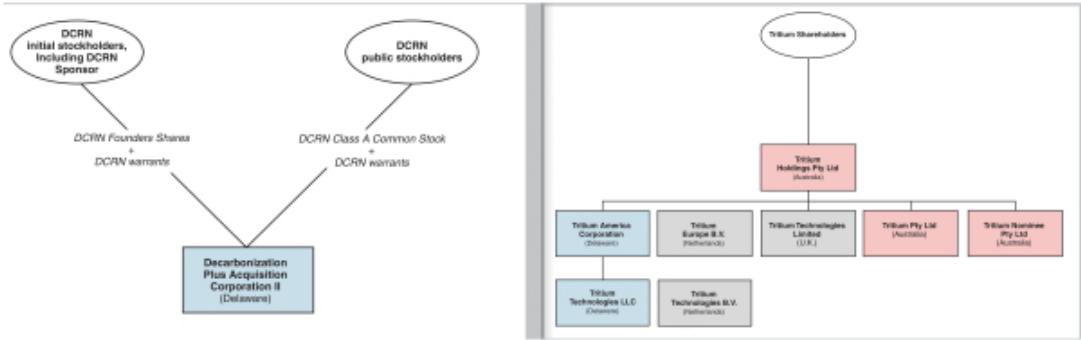 DCRN
initial stockholders,
Including DCRN
Sponsor
DCRN
public stockholders
DCRN Founders Shares
+
DCRN warrants
DCRN Class A Common Stock
+
DCRN warrants
Decarbonization
Plus Acquisition
Corporation II
(Delaware)
Tritium Shareholders
Tritium
Holdings Pty Ltd
(Australia)
Tritium America
Corporation
(Delaware)
Tritium
Europe B.V.
(Netherlands)
Tritium Technologies
Limited
(U.K.)
Tritium Pty Ltd
(Australia)
Tritium Nominee
Pty Ltd
(Australia)
Tritium
Technologies LLC
(Delaware)
Tritium
Technologies B.V.
(Netherlands)